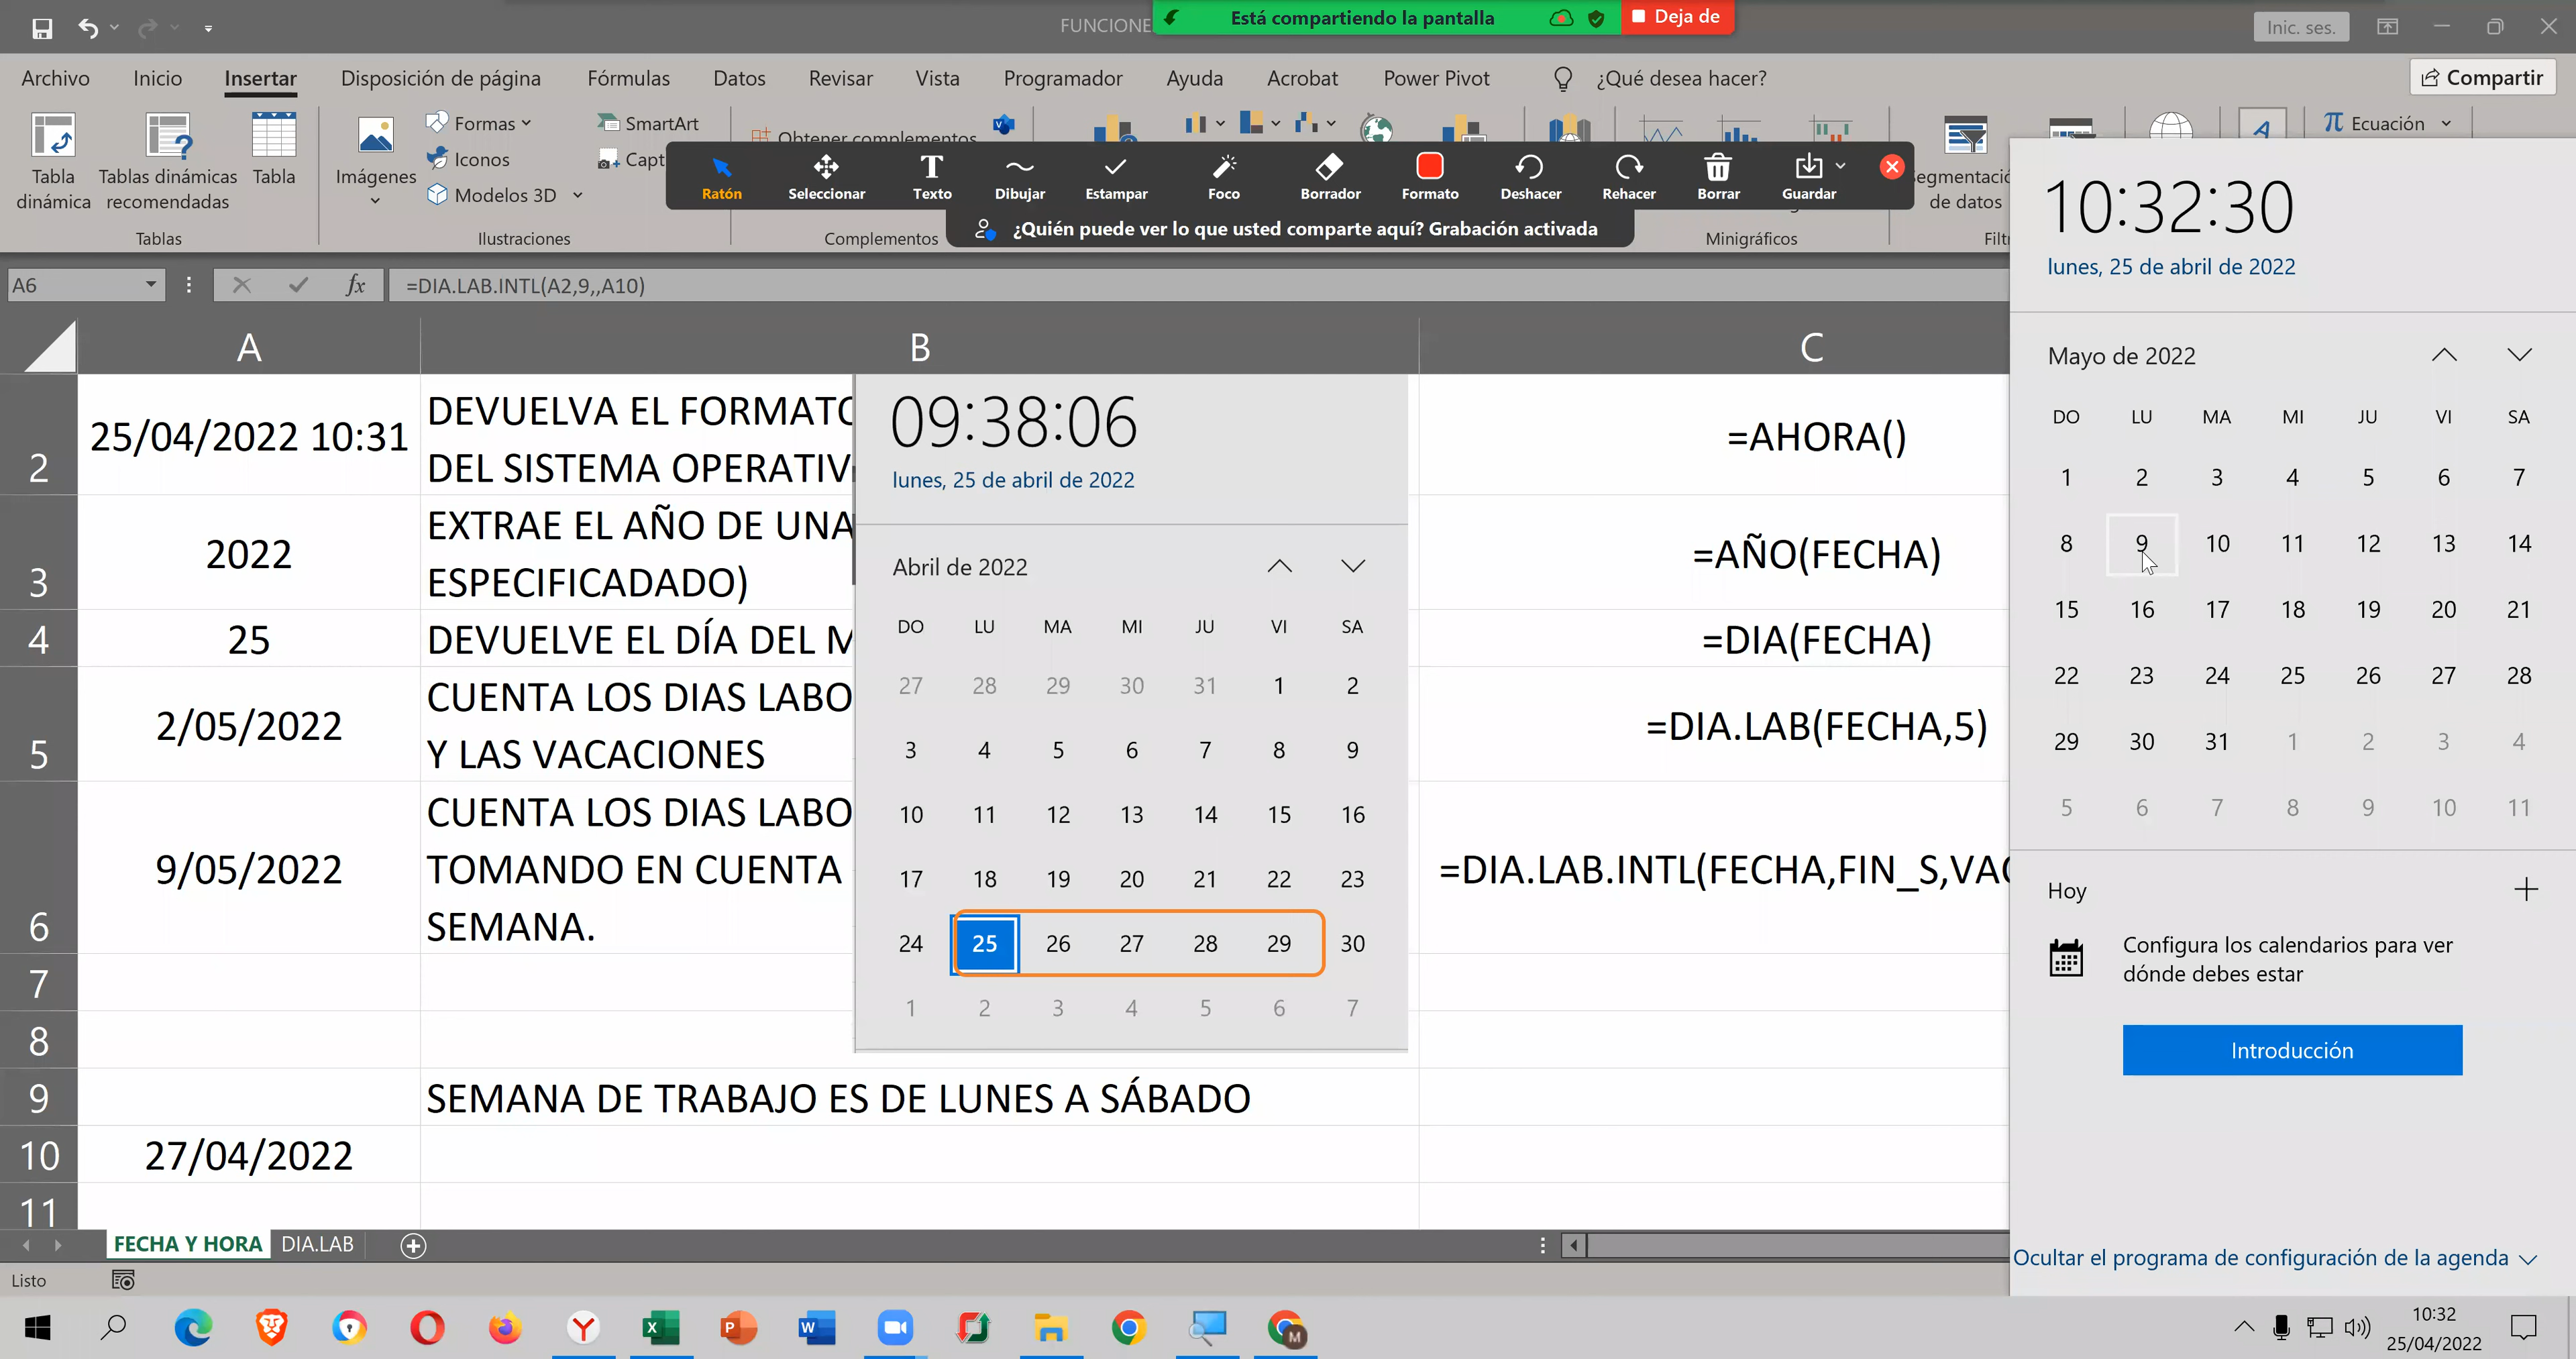 FUNCIONE
Está compartiendo la pantalla
Deja de
Inic. ses.
Archivo Inicio Insertar Disposición de página Fórmulas Datos Revisar Vista Programador Ayuda Acrobat Power Pivot ¿Qué desea hacer? Compartir
Tabla dinámica
Tablas dinámicas recomendadas
Tabla
Tablas
Imágenes
Formas
Iconos
Modelos 3D
SmartArt
Capt
Ilustraciones
Obtener complementos
Complementos
Minigráficos
de datos
Filtr
Ecuación
Ratón Seleccionar Texto Dibujar Estampar Foco Borrador Formato Deshacer Rehacer Borrar Guardar
¿Quién puede ver lo que usted comparte aquí? Grabación activada
A6 fx =DIA.LAB.INTL(A2,9,,A10)
A B C
2 25/04/2022 10:31 DEVUELVA EL FORMATO
DEL SISTEMA OPERATIV
=AHORA()
3 2022 EXTRAE EL AÑO DE UNA
ESPECIFICADADO)
=AÑO(FECHA)
4 25 DEVUELVE EL DÍA DEL M =DIA(FECHA)
5 2/05/2022 CUENTA LOS DIAS LABO
Y LAS VACACIONES
=DIA.LAB(FECHA,5)
6 9/05/2022 CUENTA LOS DIAS LABO
TOMANDO EN CUENTA
SEMANA.
=DIA.LAB.INTL(FECHA,FIN_S,VAC
7
8
9 SEMANA DE TRABAJO ES DE LUNES A SÁBADO
10 27/04/2022
11
09:38:06
lunes, 25 de abril de 2022
Abril de 2022
DO LU MA MI JU VI SA
27 28 29 30 31 1 2
3 4 5 6 7 8 9
10 11 12 13 14 15 16
17 18 19 20 21 22 23
24 25 26 27 28 29 30
1 2 3 4 5 6 7
10:32:30
lunes, 25 de abril de 2022
Mayo de 2022
DO LU MA MI JU VI SA
1 2 3 4 5 6 7
8 9 10 11 12 13 14
15 16 17 18 19 20 21
22 23 24 25 26 27 28
29 30 31 1 2 3 4
5 6 7 8 9 10 11
Hoy
Configura los calendarios para ver
dónde debes estar
Introducción
Ocultar el programa de configuración de la agenda
FECHA Y HORA DIA.LAB
Listo
10:32
25/04/2022